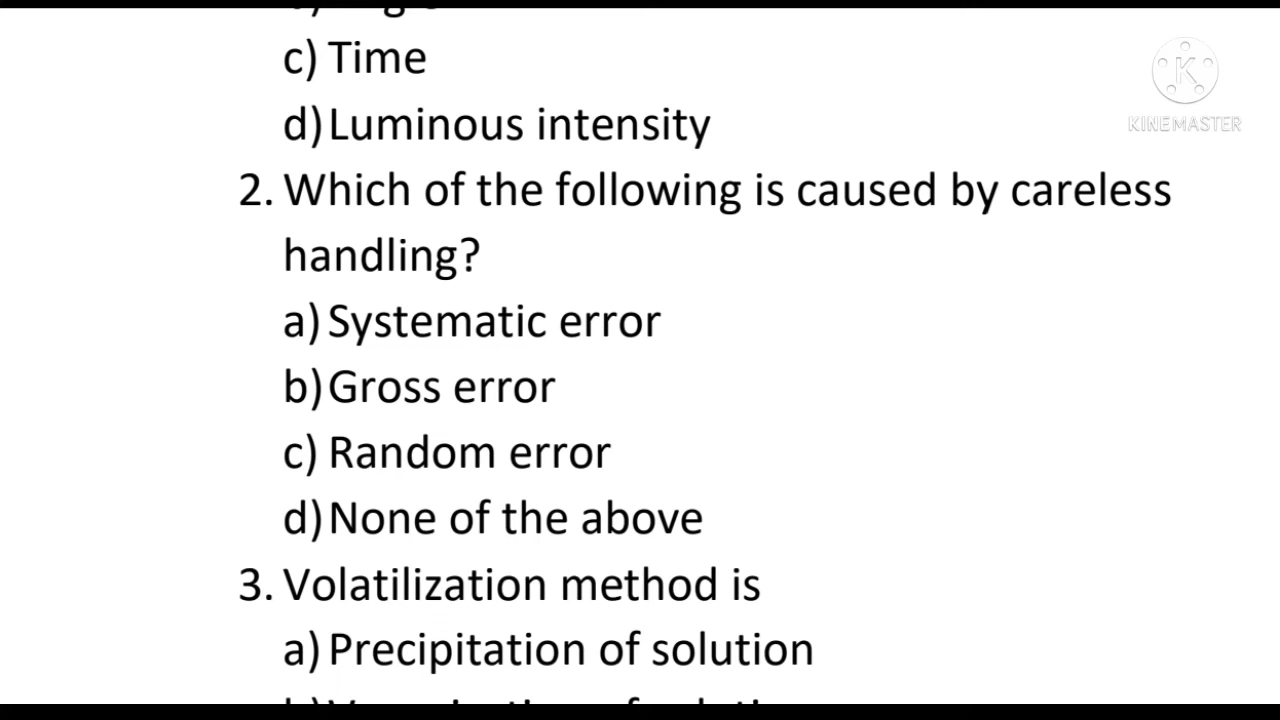 c) Time
d) Luminous intensity
2. Which of the following is caused by careless
handling?
a) Systematic error
b) Gross error
c) Random error
d) None of the above
3. Volatilization method is
a) Precipitation of solution
K
KINEMASTER